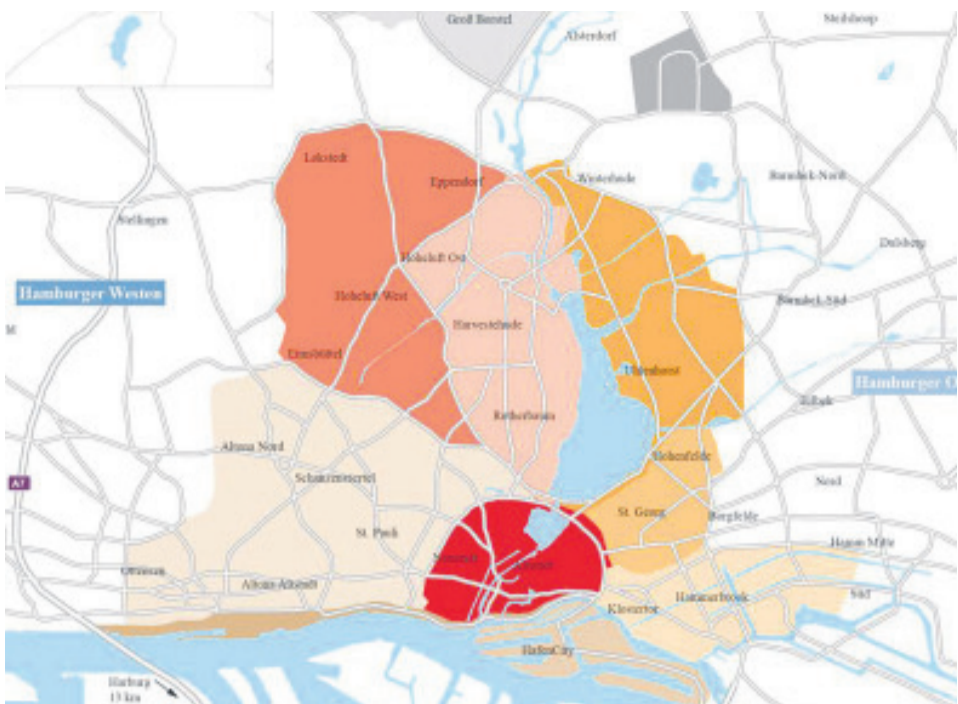 Groß Borstel
Steilshoop
Alsterdorf
Lokstedt
Eppendorf
Winterhude
Barmbek-Nord
Stellingen
Dulsberg
Hoheluft Ost
Hamburger Westen
Hoheluft West
Barmbek-Süd
Harvestehude
Eimsbüttel
Uhlenhorst
Hamburger O
Rotherbaum
Eilbek
Altona Nord
Hohenfelde
Schanzenviertel
A7
Nord
St. Georg
Borgfelde
St. Pauli
Hamm Mitte
Neustadt
Altstadt
Ottensen
Altona-Altstadt
Klostertor
Hammerbrook
Süd
HafenCity
Harburg
13 km